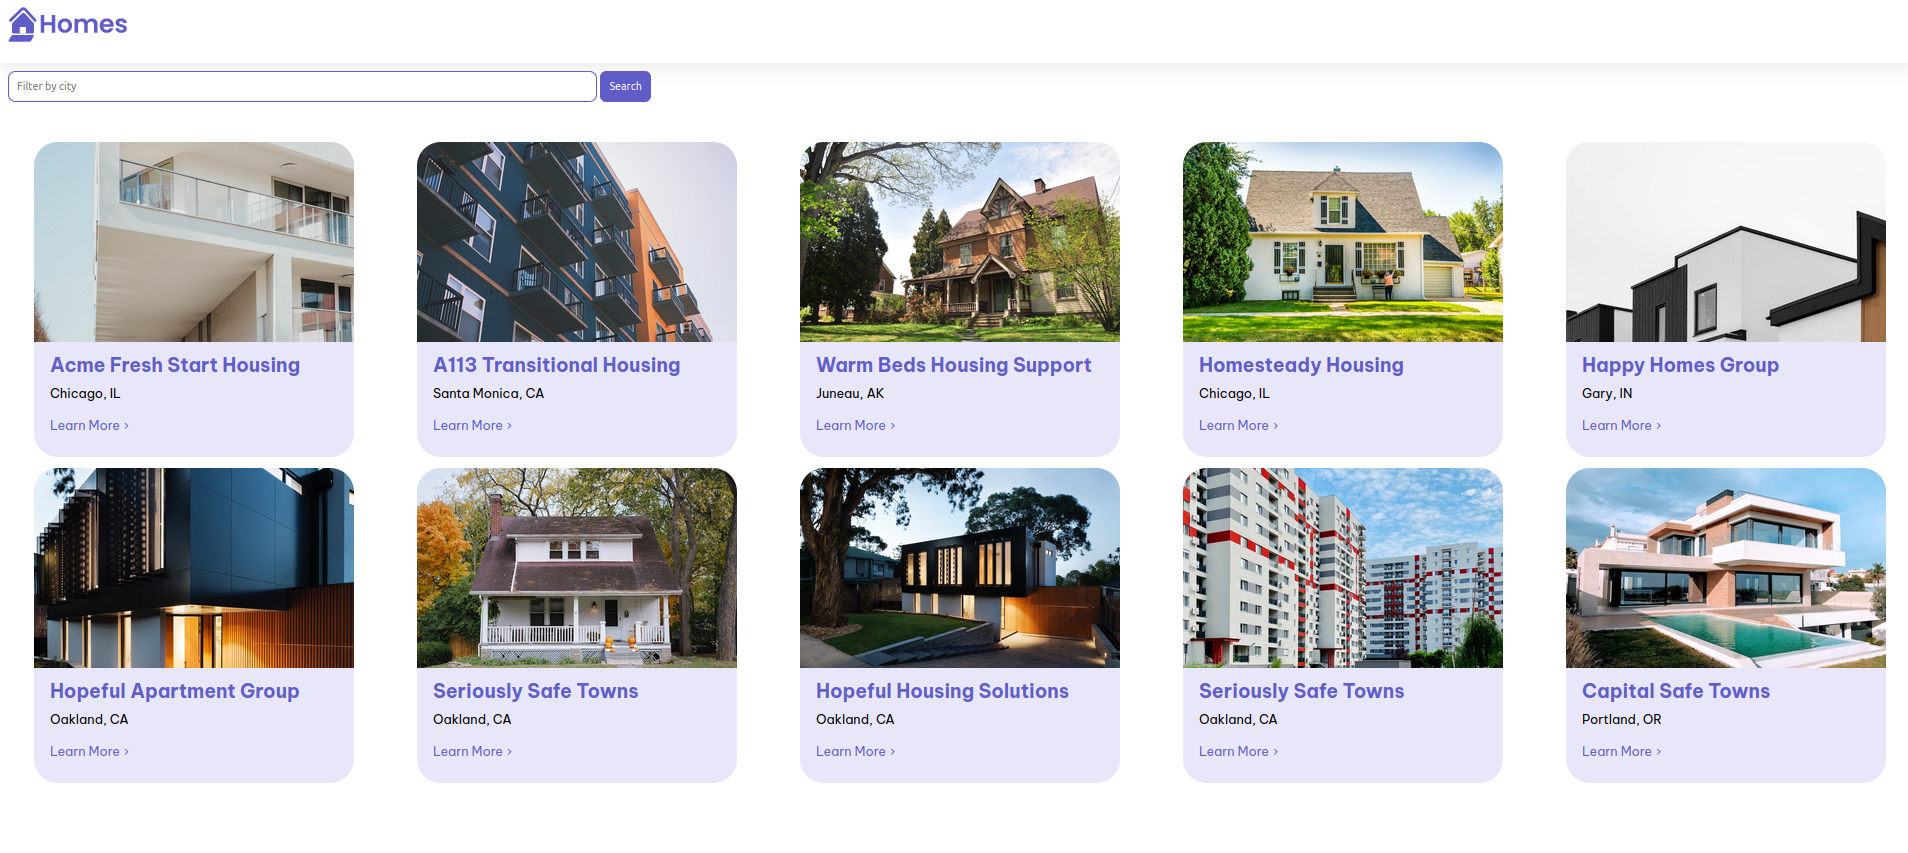 Homes
Filter by city
Search
Acme Fresh Start Housing
Chicago, IL
Learn More ›
A113 Transitional Housing
Santa Monica, CA
Learn More ›
Warm Beds Housing Support
Juneau, AK
Learn More ›
Homesteady Housing
Chicago, IL
Learn More ›
Happy Homes Group
Gary, IN
Learn More ›
Hopeful Apartment Group
Oakland, CA
Learn More ›
Seriously Safe Towns
Oakland, CA
Learn More ›
Hopeful Housing Solutions
Oakland, CA
Learn More ›
Seriously Safe Towns
Oakland, CA
Learn More ›
Capital Safe Towns
Portland, OR
Learn More ›